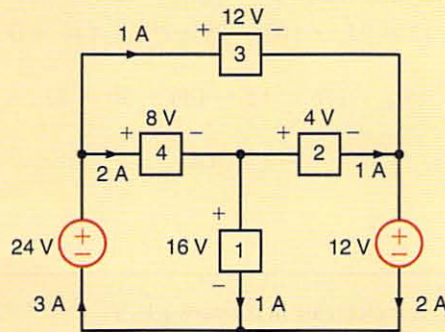 12 V
1 A + −
3
8 V 4 V
+ − + −
4 2
2 A 1 A
+
24 V + − 16 V 1 12 V + −
−
3 A 1 A 2 A